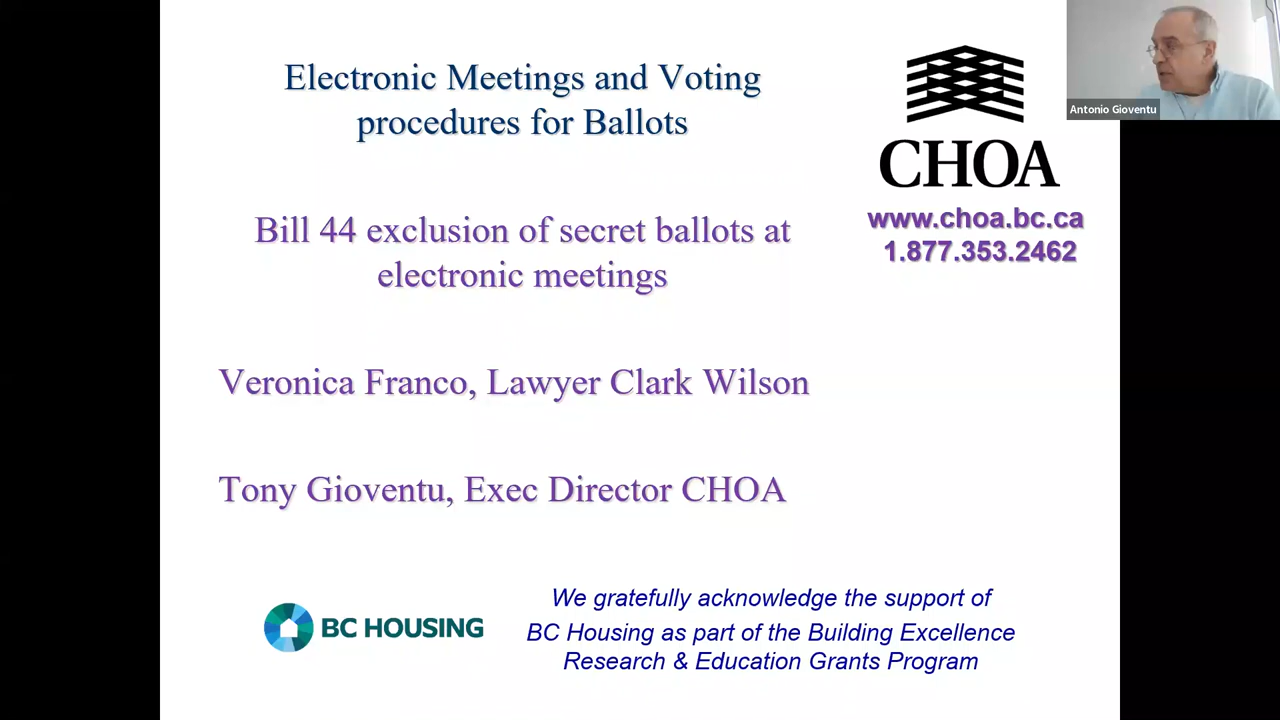 Electronic Meetings and Voting
procedures for Ballots
Bill 44 exclusion of secret ballots at
electronic meetings
Veronica Franco, Lawyer Clark Wilson
Tony Gioventu, Exec Director CHOA
CHOA
www.choa.bc.ca
1.877.353.2462
Antonio Gioventu
BC HOUSING
We gratefully acknowledge the support of
BC Housing as part of the Building Excellence
Research & Education Grants Program